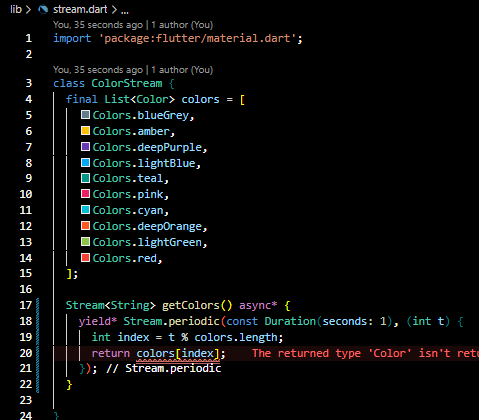 lib > stream.dart > ...
You, 35 seconds ago | 1 author (You)
1 import 'package:flutter/material.dart';
2
You, 35 seconds ago | 1 author (You)
3 class ColorStream {
4 final List<Color> colors = [
5 Colors.blueGrey,
6 Colors.amber,
7 Colors.deepPurple,
8 Colors.lightBlue,
9 Colors.teal,
10 Colors.pink,
11 Colors.cyan,
12 Colors.deepOrange,
13 Colors.lightGreen,
14 Colors.red,
15 ];
16
17 Stream<String> getColors() async* {
18 yield* Stream.periodic(const Duration(seconds: 1), (int t) {
19 int index = t % colors.length;
20 return colors[index]; The returned type 'Color' isn't retu
21 }); // Stream.periodic
22 }
23
24 }